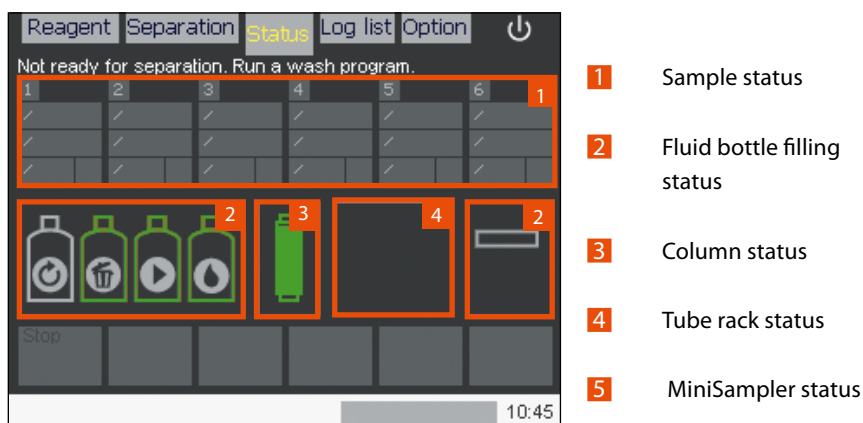 Reagent Separation Status Log list Option
Not ready for separation. Run a wash program.
1 2 3 4 5 6 1
/ / / / / /
/ / / / / /
/ / / / / /
2 3 4 2
Stop
10:45
1 Sample status
2 Fluid bottle filling
status
3 Column status
4 Tube rack status
5 MiniSampler status